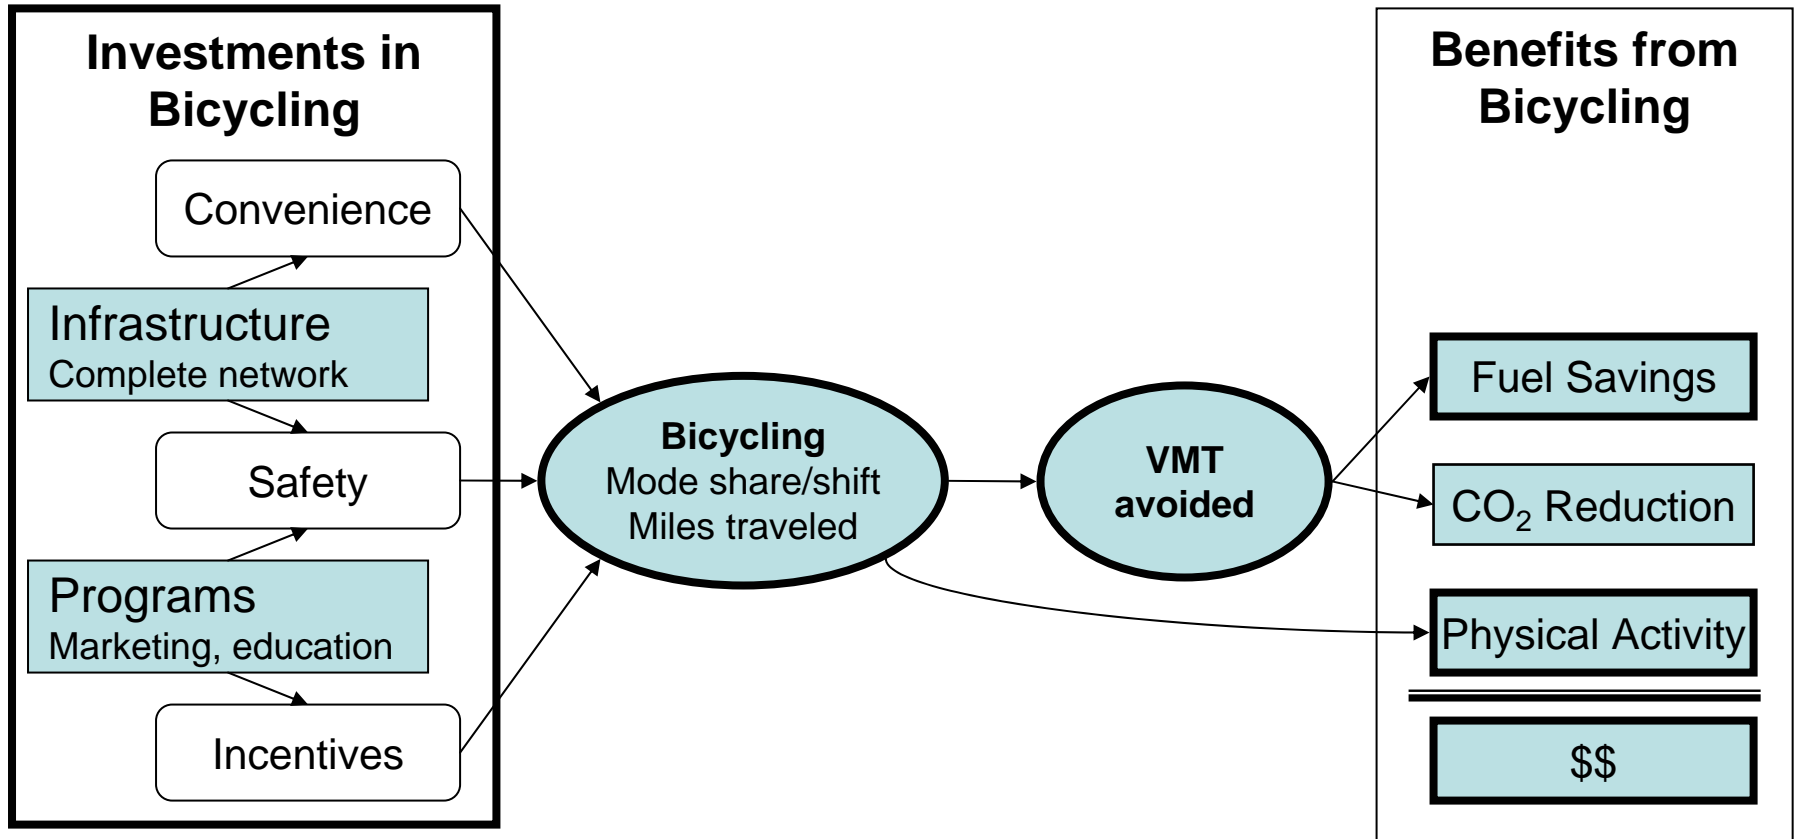 Investments in
Bicycling
Convenience
Infrastructure
Complete network
Safety
Programs
Marketing, education
Incentives
Bicycling
Mode share/shift
Miles traveled
VMT
avoided
Benefits from
Bicycling
Fuel Savings
CO₂ Reduction
Physical Activity
$$